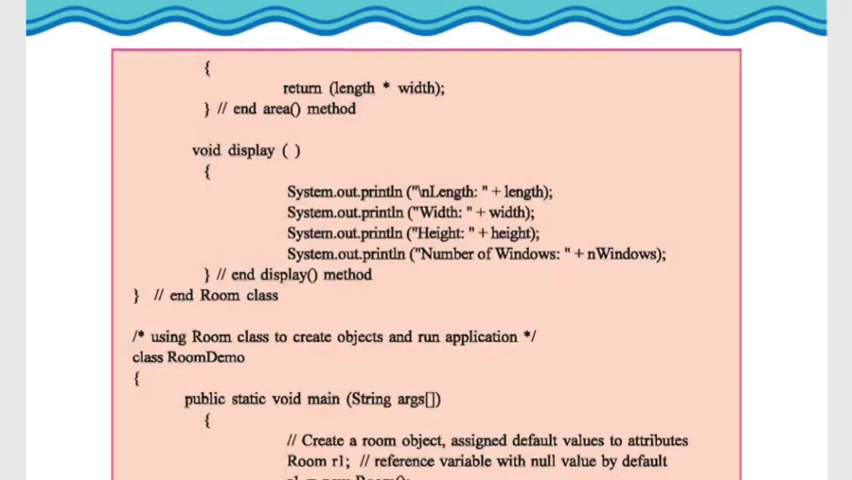 {
return (length * width);
} // end area() method
void display ( )
{
System.out.println ("\nLength: " + length);
System.out.println ("Width: " + width);
System.out.println ("Height: " + height);
System.out.println ("Number of Windows: " + nWindows);
} // end display() method
} // end Room class
/* using Room class to create objects and run application */
class RoomDemo
{
public static void main (String args[])
{
// Create a room object, assigned default values to attributes
Room r1; // reference variable with null value by default